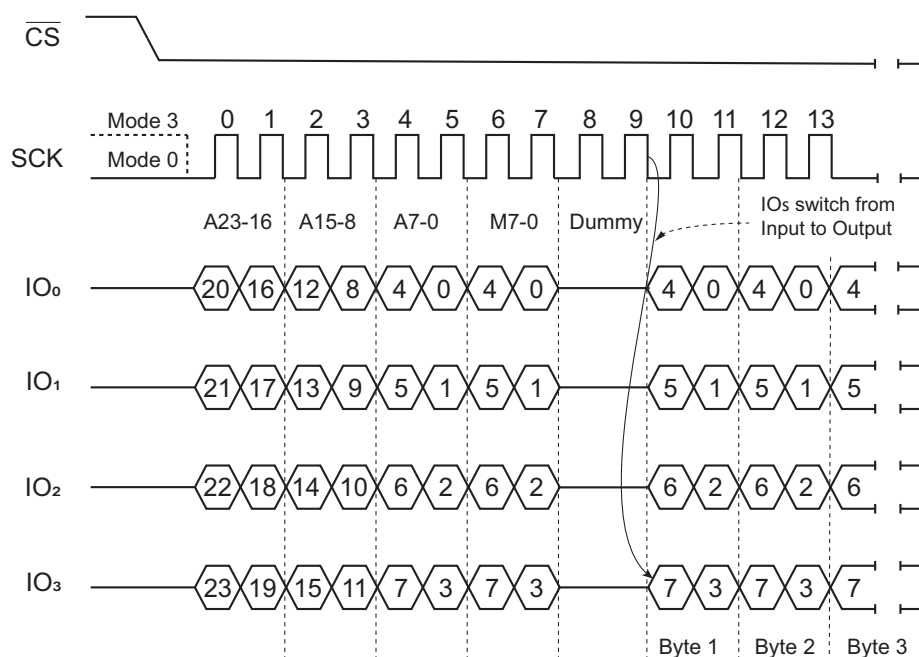 CS
Mode 3
0 1 2 3 4 5 6 7 8 9 10 11 12 13
SCK
Mode 0
A23-16 A15-8 A7-0 M7-0 Dummy
IOs switch from
Input to Output
IO0 20 16 12 8 4 0 4 0 4 0 4 0 4
IO1 21 17 13 9 5 1 5 1 5 1 5 1 5
IO2 22 18 14 10 6 2 6 2 6 2 6 2 6
IO3 23 19 15 11 7 3 7 3 7 3 7 3 7
Byte 1 Byte 2 Byte 3